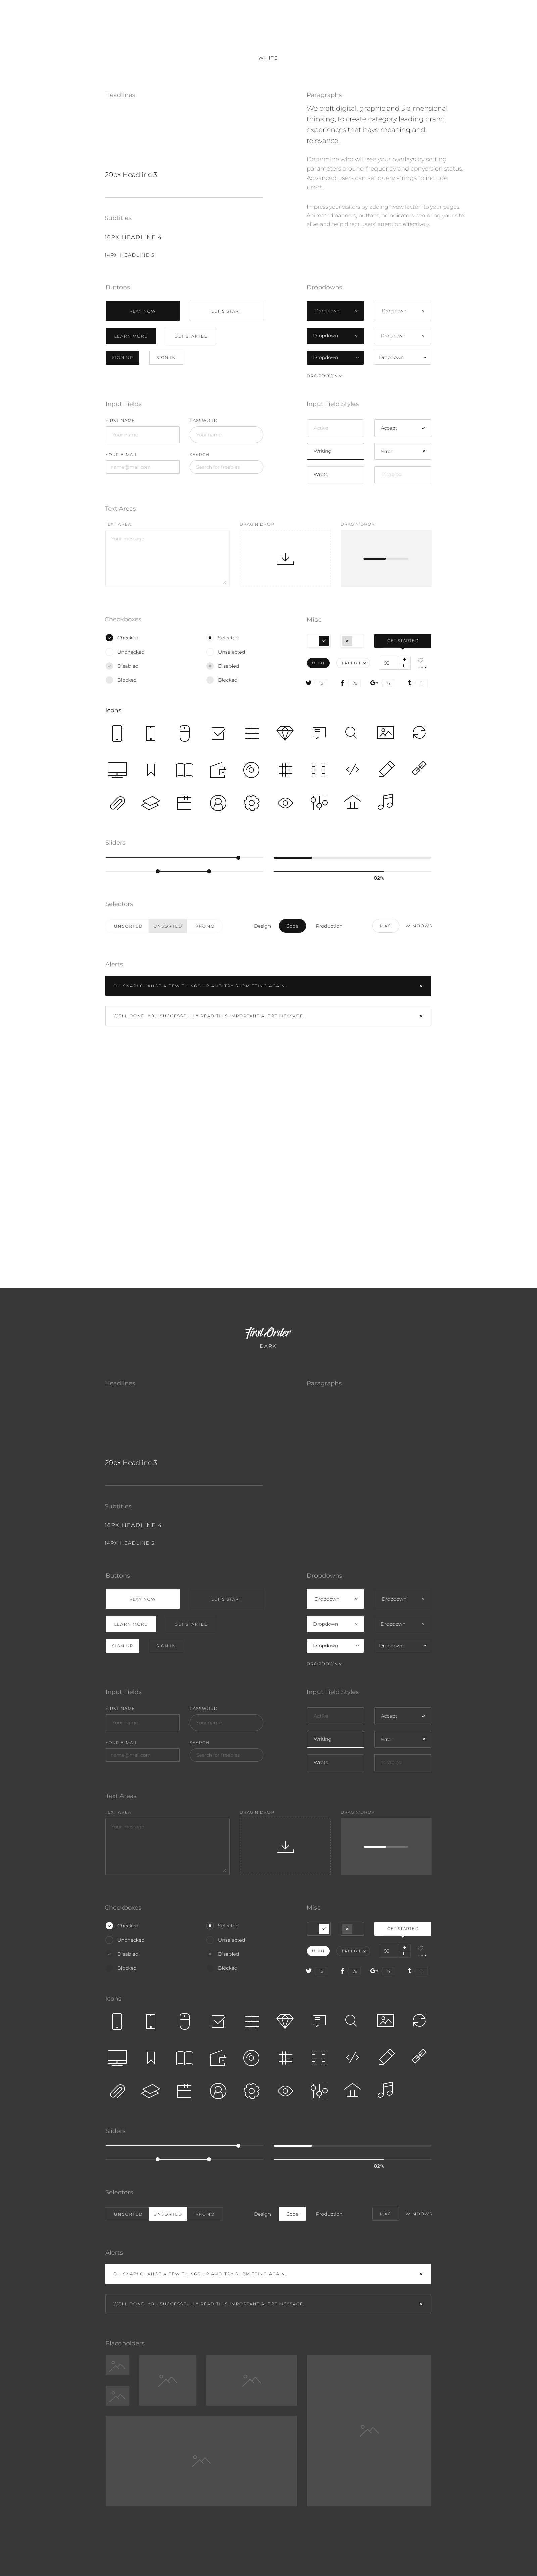 WHITE
Headlines
Paragraphs
We craft digital, graphic and 3 dimensional
thinking, to create category leading brand
experiences that have meaning and
relevance.
Determine who will see your overlays by setting
parameters around frequency and conversion status.
Advanced users can set query strings to include
users.
Impress your visitors by adding "wow factor" to your pages.
Animated banners, buttons, or indicators can bring your site
alive and help direct users' attention effectively.
20px Headline 3
Subtitles
16PX HEADLINE 4
14PX HEADLINE 5
Buttons
PLAY NOW
LET'S START
LEARN MORE
GET STARTED
SIGN UP
SIGN IN
Dropdowns
Dropdown
Dropdown
Dropdown
Dropdown
Dropdown
Dropdown
DROPDOWN
Input Fields
FIRST NAME
PASSWORD
Your name
Your name
YOUR E-MAIL
SEARCH
name@mail.com
Search for freebies
Input Field Styles
Active
Accept
Writing
Error
Wrote
Disabled
Text Areas
TEXT AREA
DRAG'N'DROP
DRAG'N'DROP
Your message
Checkboxes
Checked
Selected
Unchecked
Unselected
Disabled
Disabled
Blocked
Blocked
Misc
GET STARTED
UI KIT
FREEBIE
92
16
76
14
11
Icons
Sliders
82%
Selectors
UNSORTED
UNSORTED
PROMO
Design
Code
Production
MAC
WINDOWS
Alerts
OH SNAP! CHANGE A FEW THINGS UP AND TRY SUBMITTING AGAIN.
WELL DONE! YOU SUCCESSFULLY READ THIS IMPORTANT ALERT MESSAGE.
First Order
DARK
Headlines
Paragraphs
20px Headline 3
Subtitles
16PX HEADLINE 4
14PX HEADLINE 5
Buttons
PLAY NOW
LET'S START
LEARN MORE
GET STARTED
SIGN UP
SIGN IN
Dropdowns
Dropdown
Dropdown
Dropdown
Dropdown
Dropdown
Dropdown
DROPDOWN
Input Fields
FIRST NAME
PASSWORD
Your name
Your name
YOUR E-MAIL
SEARCH
name@mail.com
Search for freebies
Input Field Styles
Active
Accept
Writing
Error
Wrote
Disabled
Text Areas
TEXT AREA
DRAG'N'DROP
DRAG'N'DROP
Your message
Checkboxes
Checked
Selected
Unchecked
Unselected
Disabled
Disabled
Blocked
Blocked
Misc
GET STARTED
UI KIT
FREEBIE
92
16
76
14
11
Icons
Sliders
82%
Selectors
UNSORTED
UNSORTED
PROMO
Design
Code
Production
MAC
WINDOWS
Alerts
OH SNAP! CHANGE A FEW THINGS UP AND TRY SUBMITTING AGAIN.
WELL DONE! YOU SUCCESSFULLY READ THIS IMPORTANT ALERT MESSAGE.
Placeholders